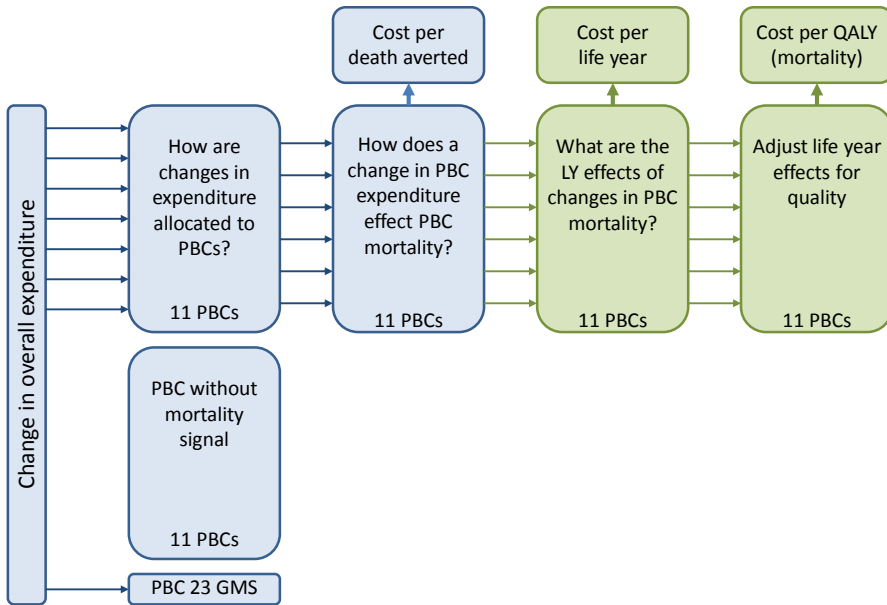 Cost per
death averted
Cost per
life year
Cost per QALY
(mortality)
Change in overall expenditure
How are
changes in
expenditure
allocated to
PBCs?
11 PBCs
How does a
change in PBC
expenditure
effect PBC
mortality?
11 PBCs
What are the
LY effects of
changes in PBC
mortality?
11 PBCs
Adjust life year
effects for
quality
11 PBCs
PBC without
mortality
signal
11 PBCs
PBC 23 GMS